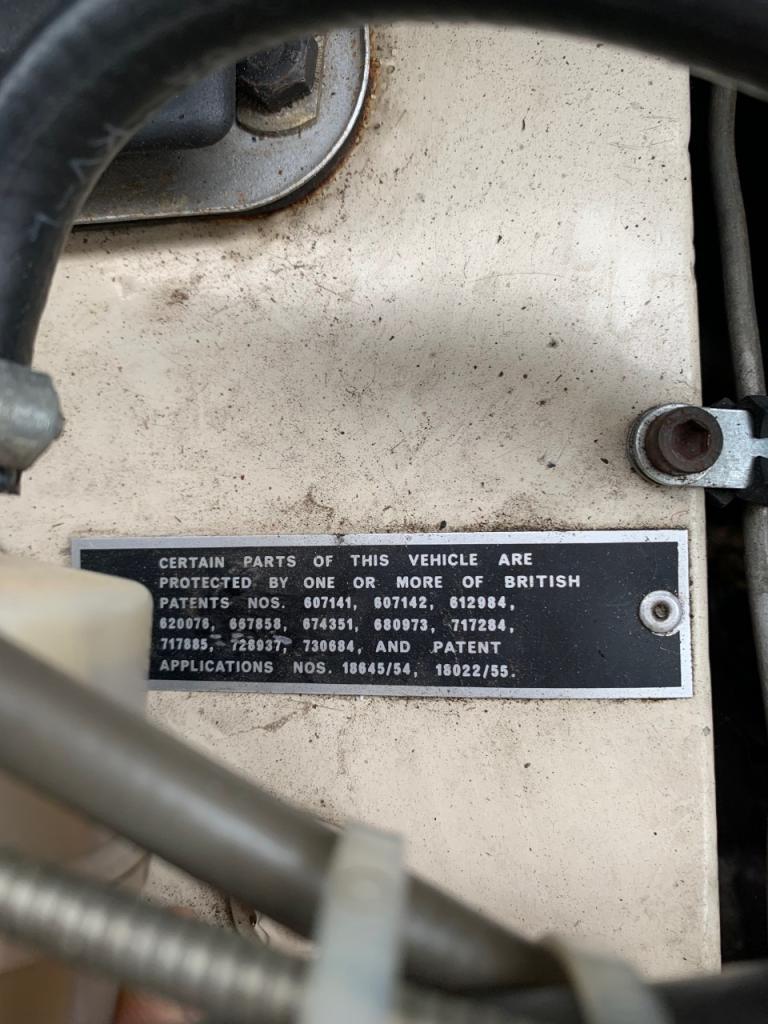 CERTAIN PARTS OF THIS VEHICLE ARE
PROTECTED BY ONE OR MORE OF BRITISH
PATENTS NOS. 607141, 607142, 612984,
620076, 667858, 674351, 680973, 717284,
717885, 728937, 730684, AND PATENT
APPLICATIONS NOS. 18645/54, 18022/55.